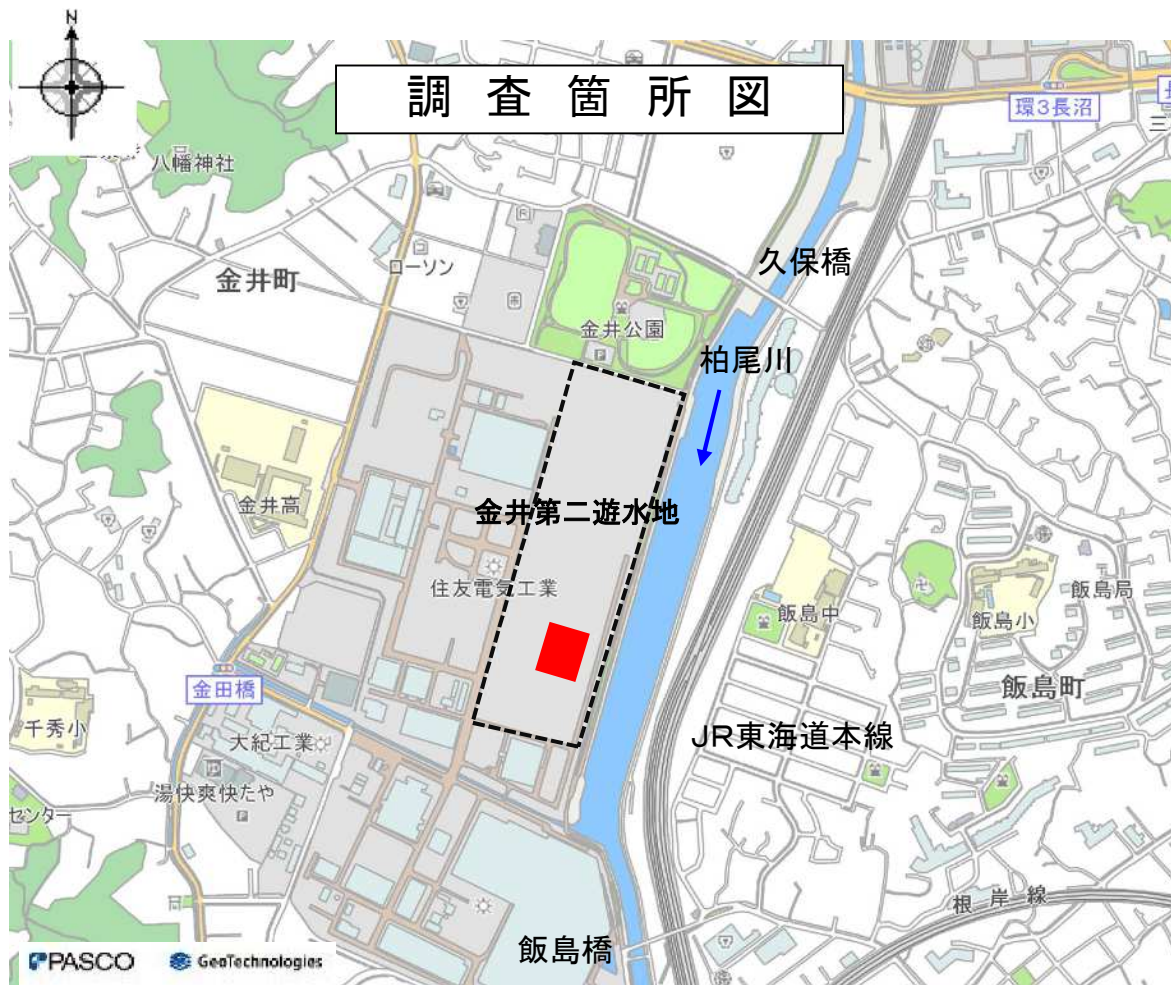 N
調査箇所図
環3長沼
三
八幡神社
久保橋
ローソン
金井町
金井公園
P
柏尾川
金井第二遊水地
金井高
住友電気工業
飯島中
飯島小
飯島局
飯島町
金田橋
千秀小
大紀工業
JR東海道本線
湯快爽快たや
P
センター
根岸線
飯島橋
PASCO
GeoTechnologies